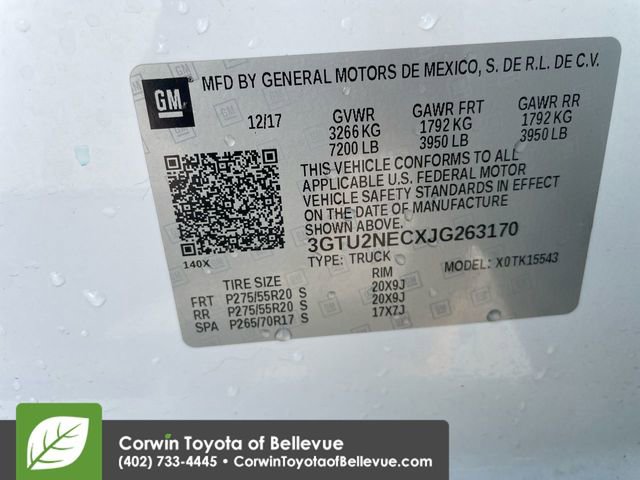 GM
MFD BY GENERAL MOTORS DE MEXICO, S. DE R.L. DE C.V.
12/17 GVWR GAWR FRT GAWR RR
3266 KG 1792 KG 1792 KG
7200 LB 3950 LB 3950 LB
THIS VEHICLE CONFORMS TO ALL
APPLICABLE U.S. FEDERAL MOTOR
VEHICLE SAFETY STANDARDS IN EFFECT
ON THE DATE OF MANUFACTURE SHOWN ABOVE.
3GTU2NECXJG263170
140X TYPE: TRUCK MODEL: X0TK15543
TIRE SIZE RIM
FRT P275/55R20 S 20X9J
RR P275/55R20 S 20X9J
SPA P265/70R17 S 17X7J
Corwin Toyota of Bellevue
(402) 733-4445 • CorwinToyotaofBellevue.com